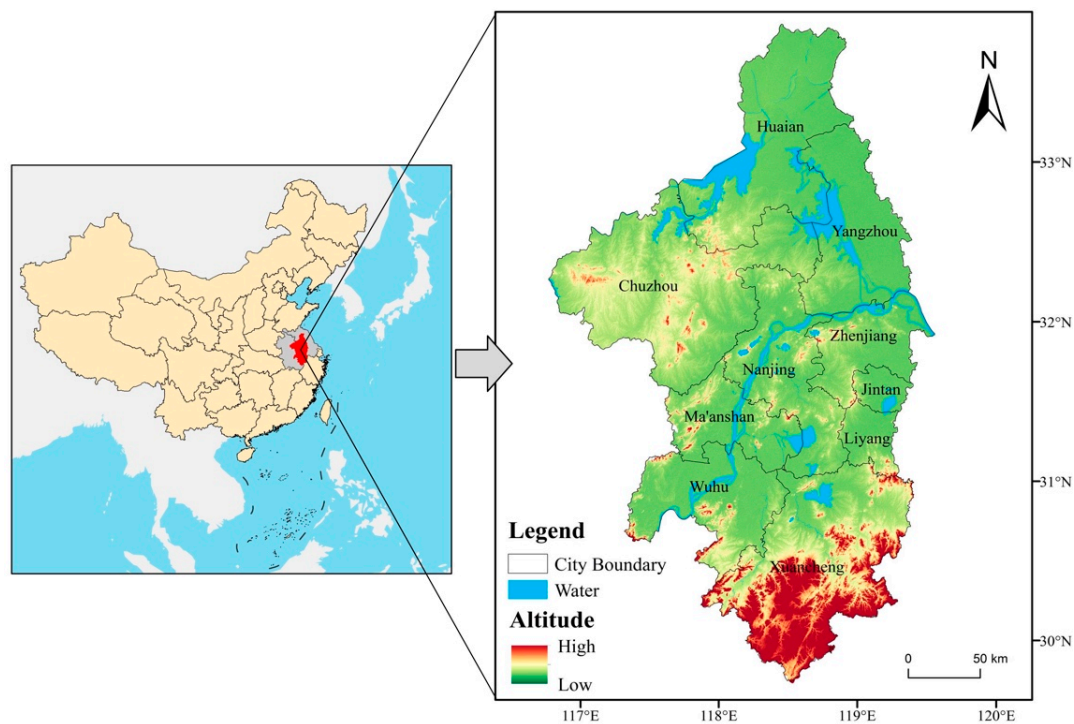 N
Huaian
33°N
Yangzhou
Chuzhou
32°N
Zhenjiang
Nanjing
Jintan
Ma'anshan
Liyang
Wuhu
31°N
Legend
City Boundary
Xuancheng
Water
Altitude
High
30°N
Low
0 50 km
117°E 118°E 119°E 120°E